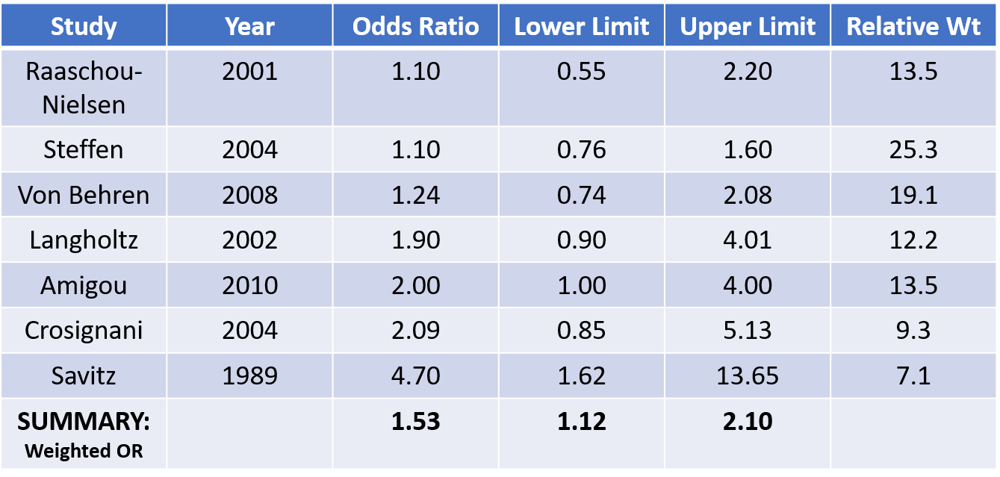 Study Year Odds Ratio Lower Limit Upper Limit Relative Wt
Raaschou-
Nielsen 2001 1.10 0.55 2.20 13.5
Steffen 2004 1.10 0.76 1.60 25.3
Von Behren 2008 1.24 0.74 2.08 19.1
Langholtz 2002 1.90 0.90 4.01 12.2
Amigou 2010 2.00 1.00 4.00 13.5
Crosignani 2004 2.09 0.85 5.13 9.3
Savitz 1989 4.70 1.62 13.65 7.1
SUMMARY: 1.53 1.12 2.10
Weighted OR